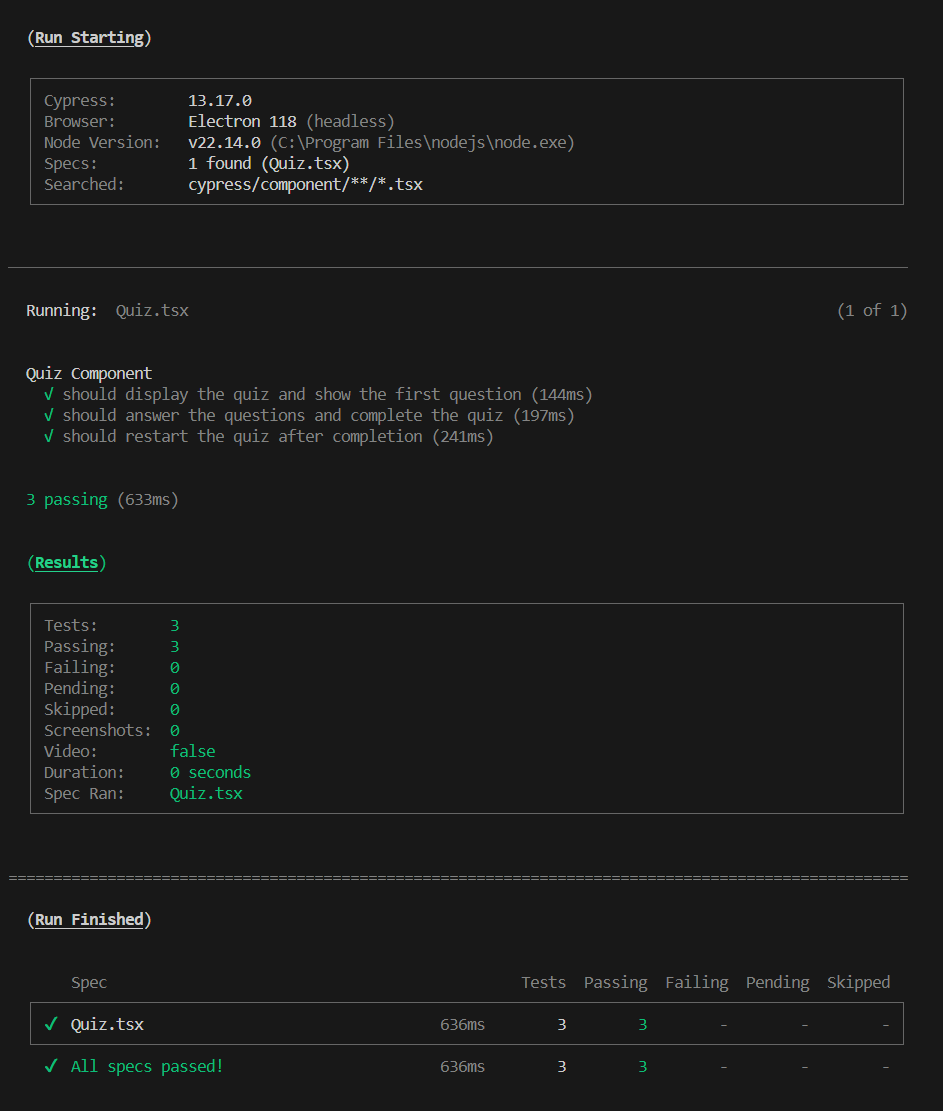 (Run Starting)
Cypress: 13.17.0
Browser: Electron 118 (headless)
Node Version: v22.14.0 (C:\Program Files\nodejs\node.exe)
Specs: 1 found (Quiz.tsx)
Searched: cypress/component/**/*.tsx
Running: Quiz.tsx (1 of 1)
Quiz Component
√ should display the quiz and show the first question (144ms)
√ should answer the questions and complete the quiz (197ms)
√ should restart the quiz after completion (241ms)
3 passing (633ms)
(Results)
Tests: 3
Passing: 3
Failing: 0
Pending: 0
Skipped: 0
Screenshots: 0
Video: false
Duration: 0 seconds
Spec Ran: Quiz.tsx
====================================================================================================
(Run Finished)
Spec Tests Passing Failing Pending Skipped
✔ Quiz.tsx 636ms 3 3 - - -
✔ All specs passed! 636ms 3 3 - - -